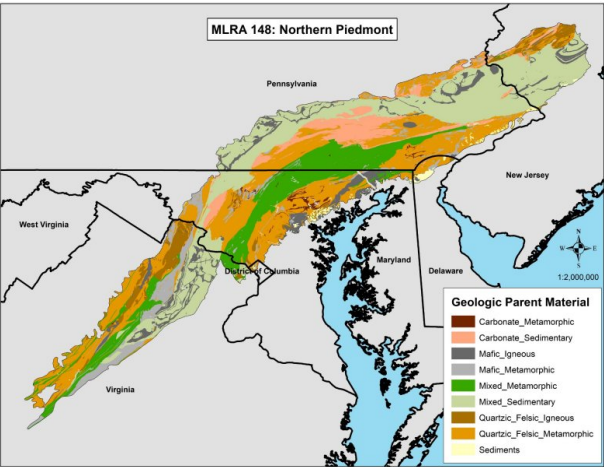 MLRA 148: Northern Piedmont
Pennsylvania
New Jersey
West Virginia
Maryland
District of Columbia
Delaware
N
W E
S
1:2,000,000
Virginia
Geologic Parent Material
Carbonate_Metamorphic
Carbonate_Sedimentary
Mafic_Igneous
Mafic_Metamorphic
Mixed_Metamorphic
Mixed_Sedimentary
Quartzic_Felsic_Igneous
Quartzic_Felsic_Metamorphic
Sediments